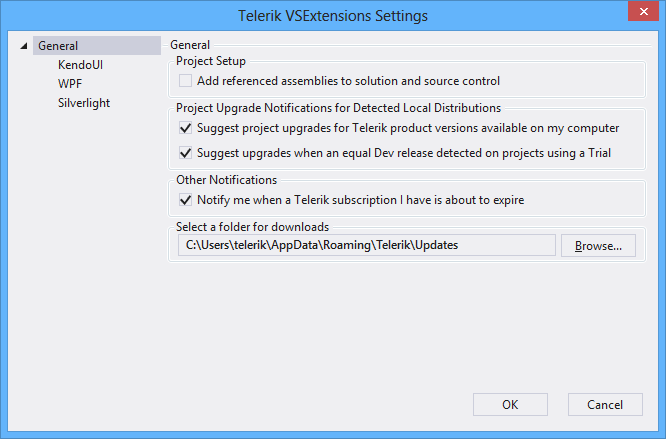 Telerik VSExtensions Settings
General
KendoUI
WPF
Silverlight
General
Project Setup
Add referenced assemblies to solution and source control
Project Upgrade Notifications for Detected Local Distributions
Suggest project upgrades for Telerik product versions available on my computer
Suggest upgrades when an equal Dev release detected on projects using a Trial
Other Notifications
Notify me when a Telerik subscription I have is about to expire
Select a folder for downloads
C:\Users\telerik\AppData\Roaming\Telerik\Updates
Browse...
OK
Cancel